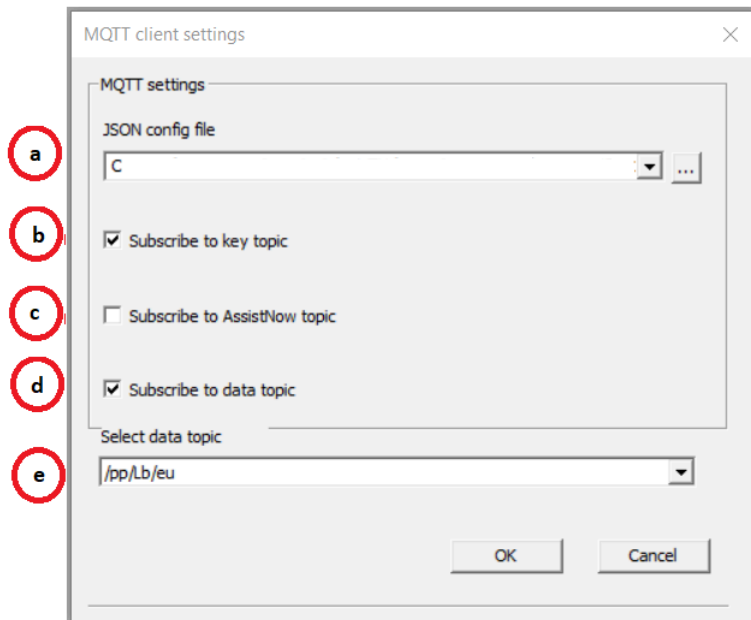 MQTT client settings
MQTT settings
JSON config file
a
C
...
b
Subscribe to key topic
c
Subscribe to AssistNow topic
d
Subscribe to data topic
Select data topic
e
/pp/Lb/eu
OK Cancel